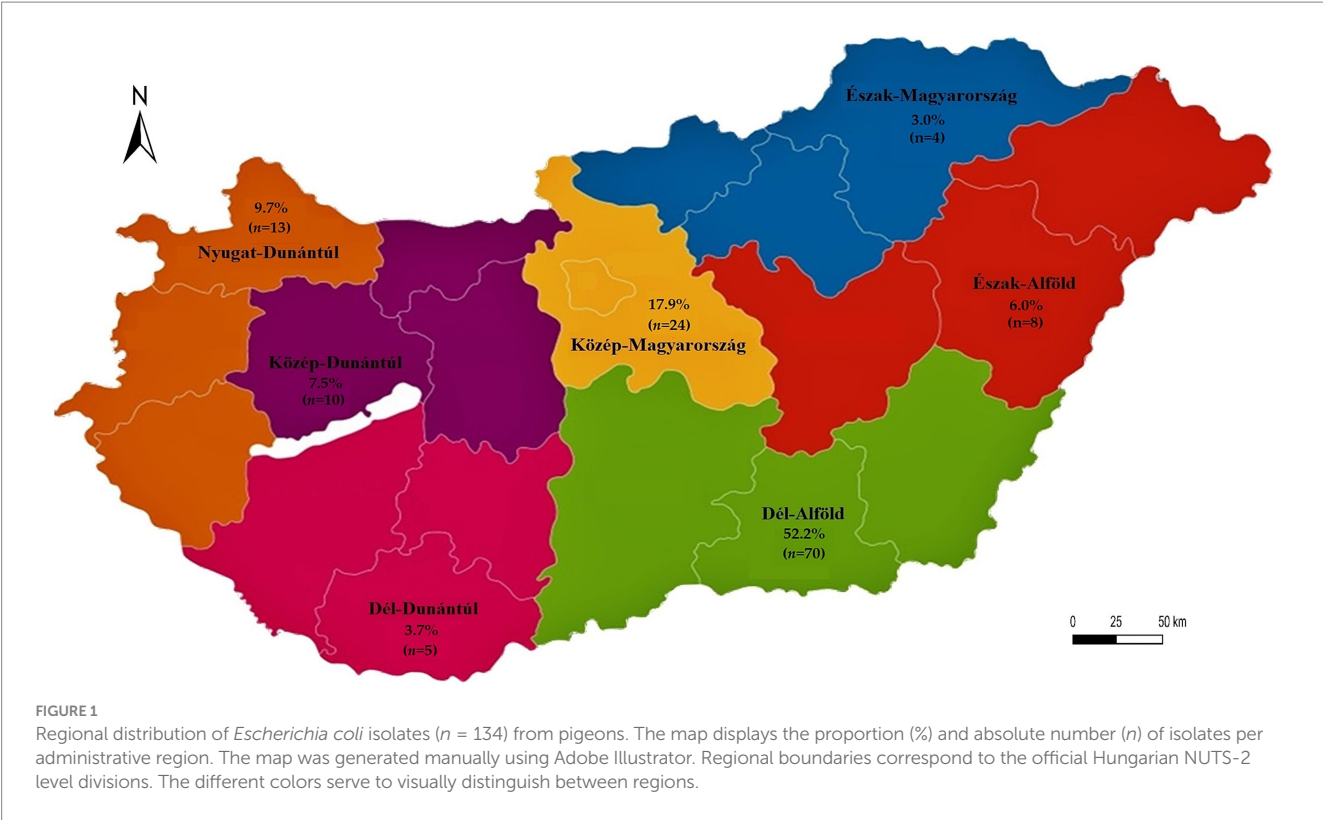 N
Észak-Magyarország
3.0%
(n=4)
9.7%
(n=13)
Nyugat-Dunántúl
Észak-Alföld
6.0%
(n=8)
17.9%
(n=24)
Közép-Magyarország
Közép-Dunántúl
7.5%
(n=10)
Dél-Alföld
52.2%
(n=70)
Dél-Dunántúl
3.7%
(n=5)
0 25 50 km
FIGURE 1
Regional distribution of Escherichia coli isolates (n = 134) from pigeons. The map displays the proportion (%) and absolute number (n) of isolates per
administrative region. The map was generated manually using Adobe Illustrator. Regional boundaries correspond to the official Hungarian NUTS-2
level divisions. The different colors serve to visually distinguish between regions.